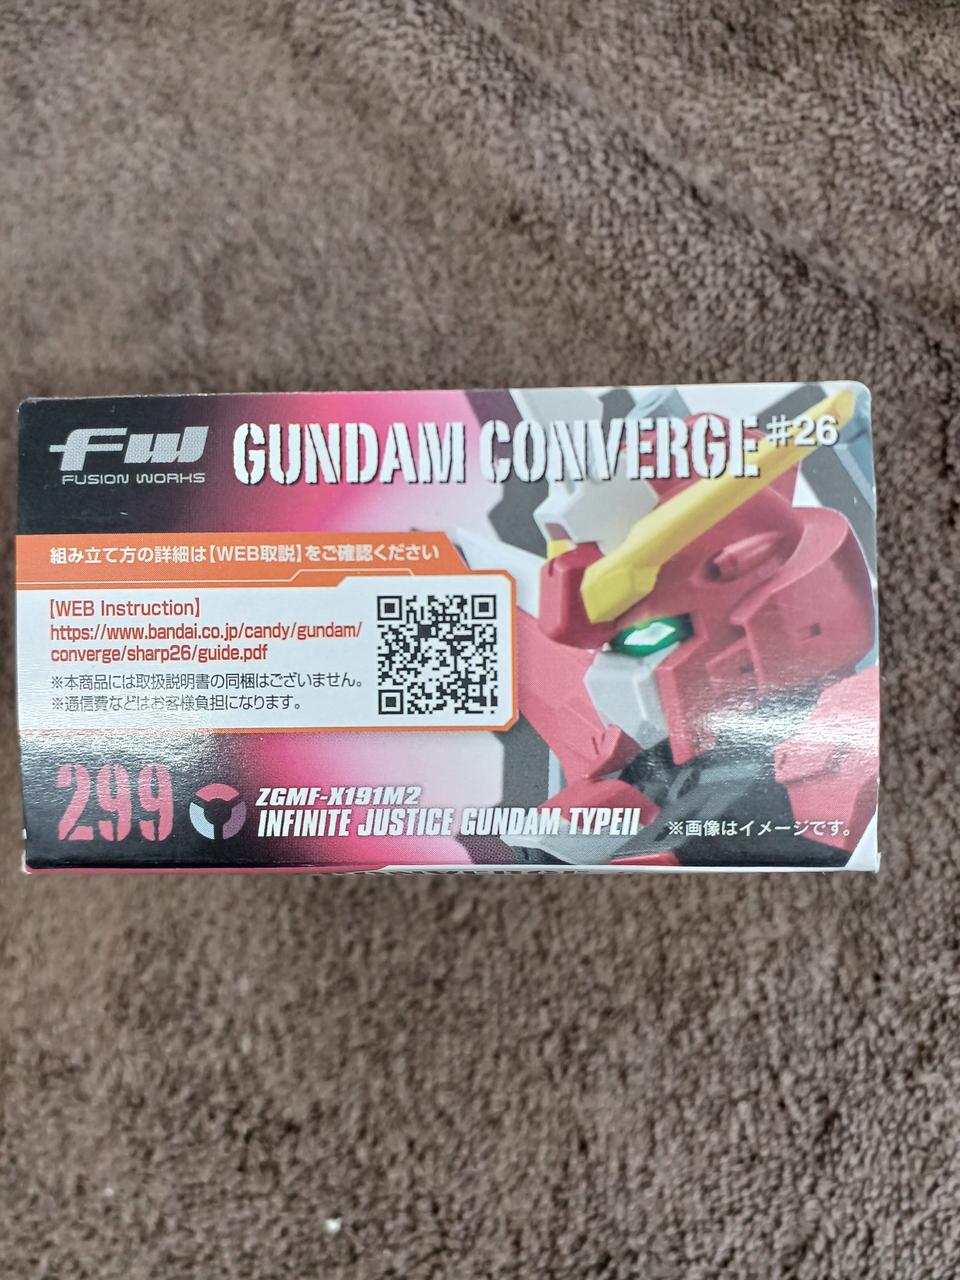 FW
FUSION WORKS
GUNDAM CONVERGE #26
組み立て方の詳細は【WEB取説】をご確認ください
【WEB Instruction】
https://www.bandai.co.jp/candy/gundam/
converge/sharp26/guide.pdf
※本商品には取扱説明書の同梱はございません。
※通信費などはお客様負担になります。
299
ZGMF-X191M2
INFINITE JUSTICE GUNDAM TYPEII
※画像はイメージです。